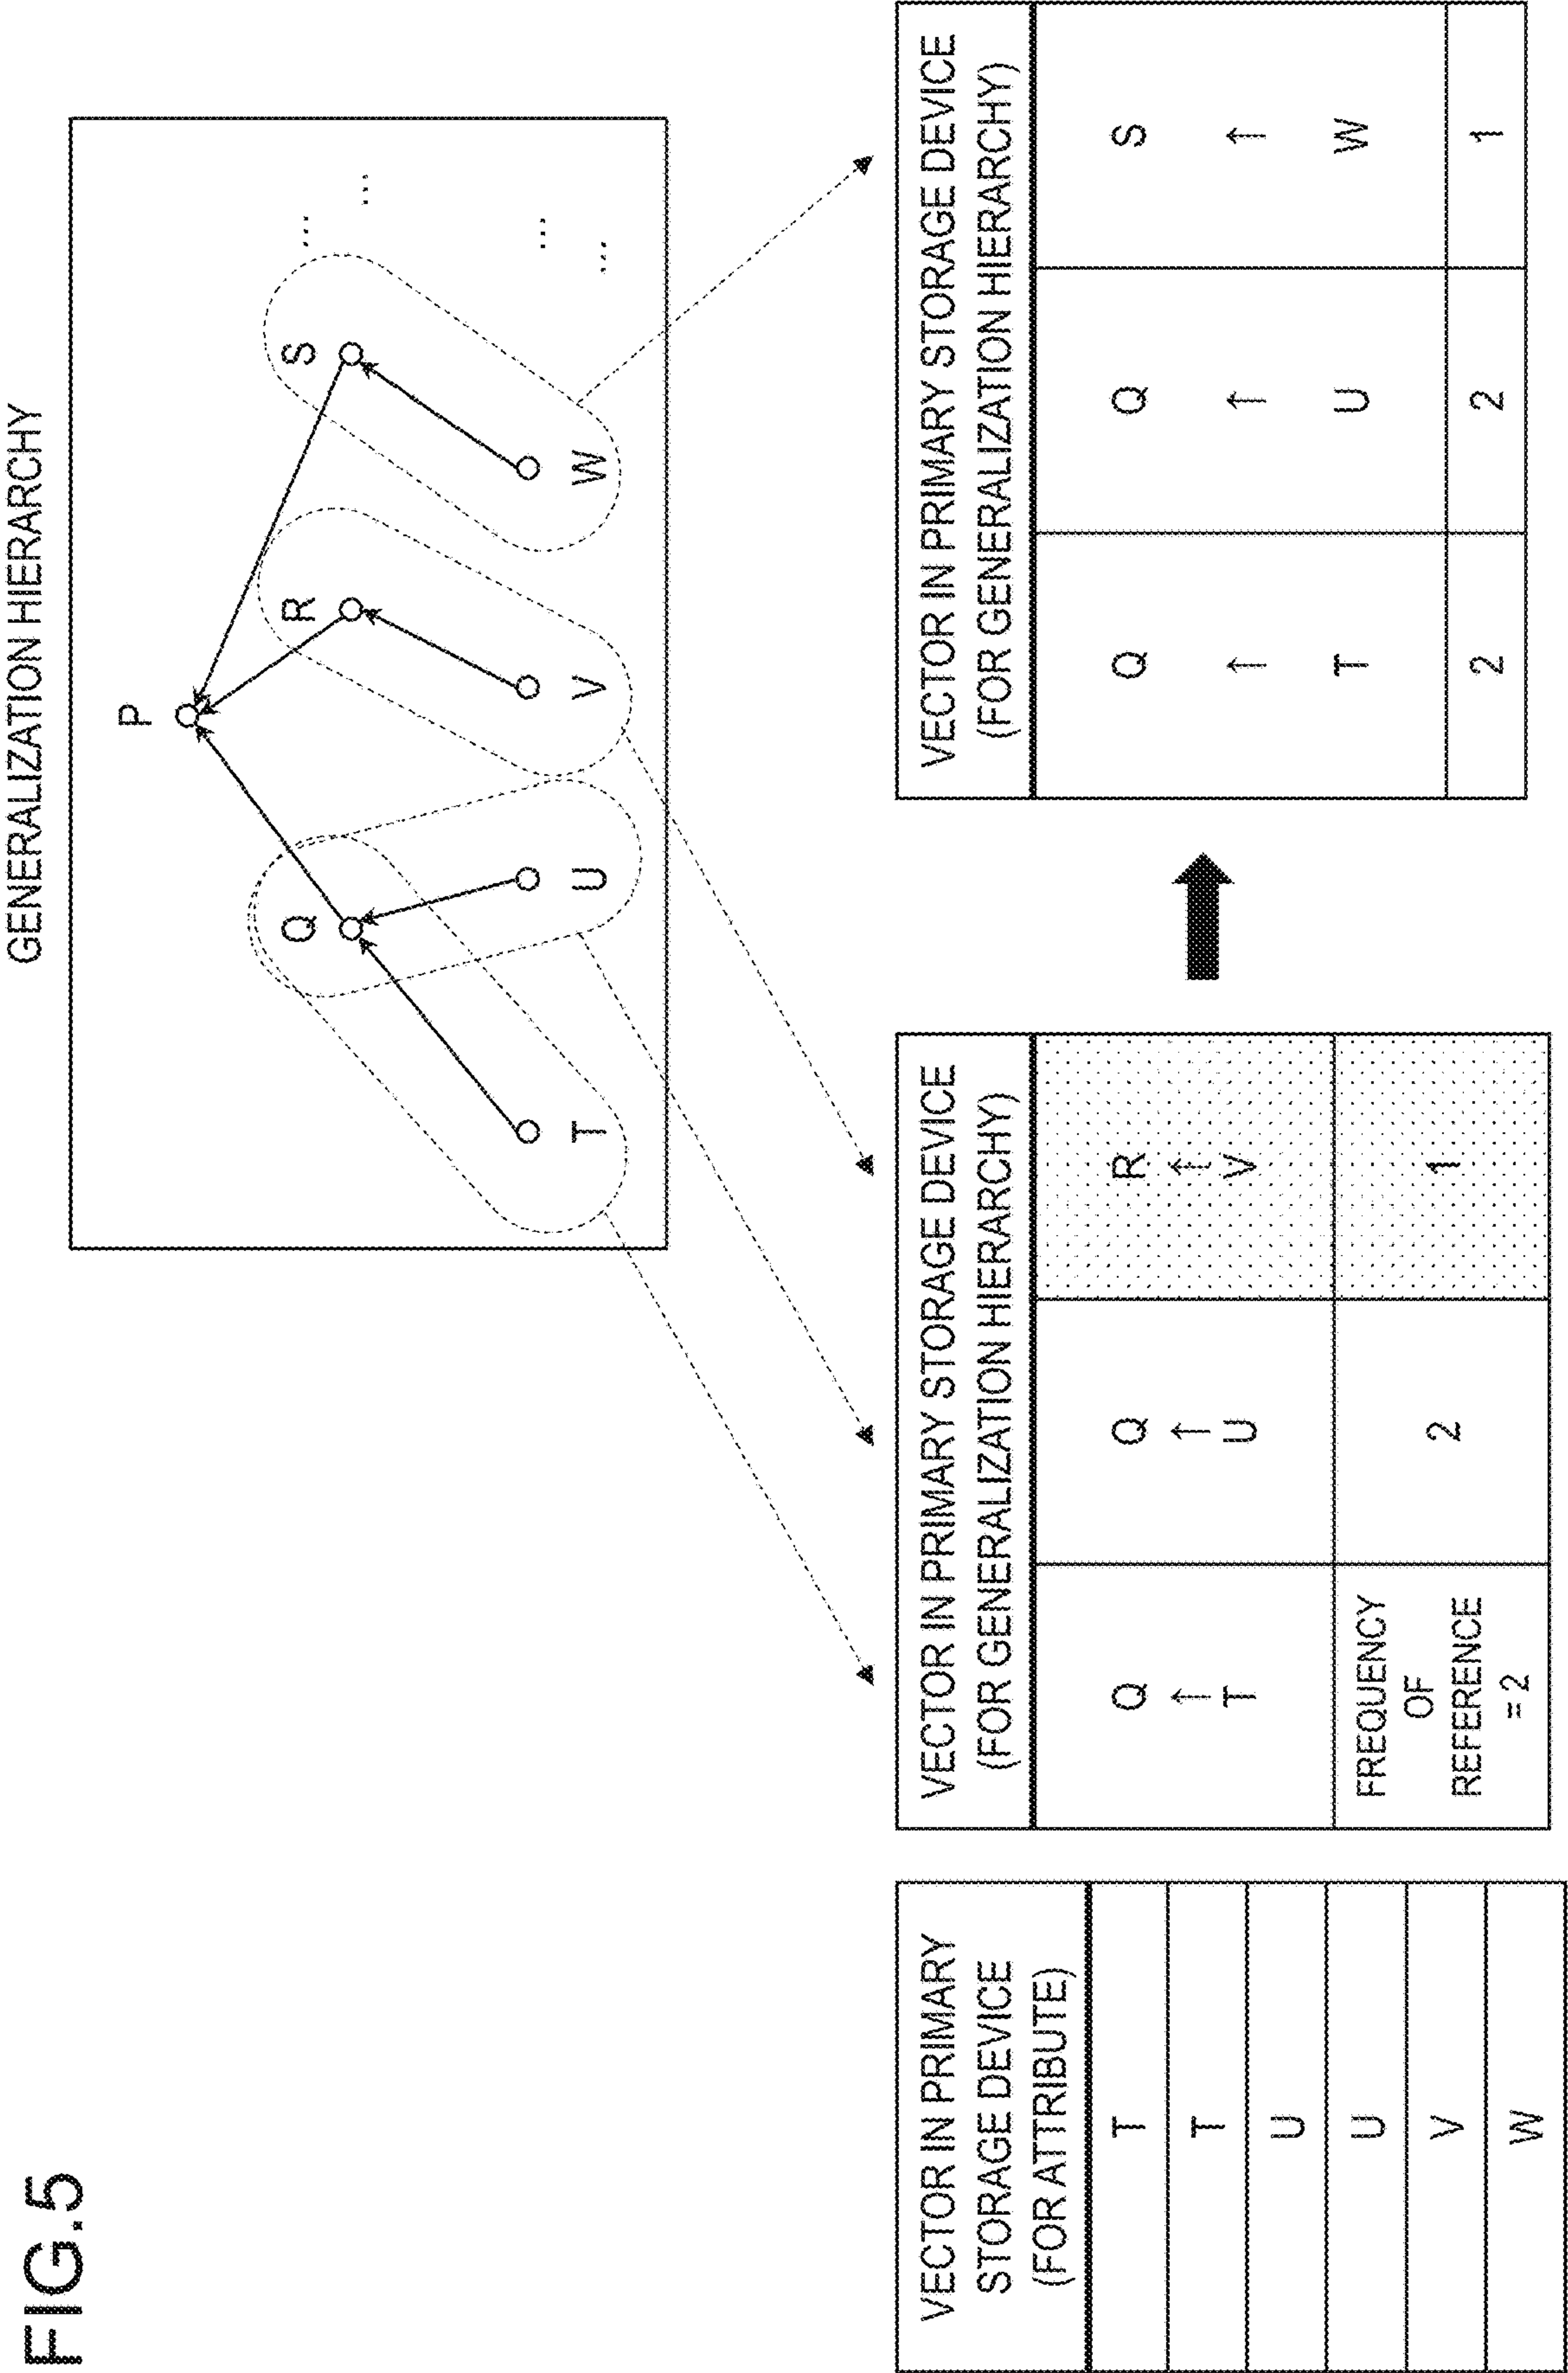 FIG.5
GENERALIZATION HIERARCHY
P
Q
R
S
...
...
T
U
V
W
...
...
VECTOR IN PRIMARY
STORAGE DEVICE
(FOR ATTRIBUTE)
T
T
U
U
V
W
VECTOR IN PRIMARY STORAGE DEVICE
(FOR GENERALIZATION HIERARCHY)
Q
↑
T
Q
↑
U
R
↑
V
FREQUENCY
OF
REFERENCE
= 2
2
1
VECTOR IN PRIMARY STORAGE DEVICE
(FOR GENERALIZATION HIERARCHY)
Q
↑
T
Q
↑
U
S
↑
W
2
2
1